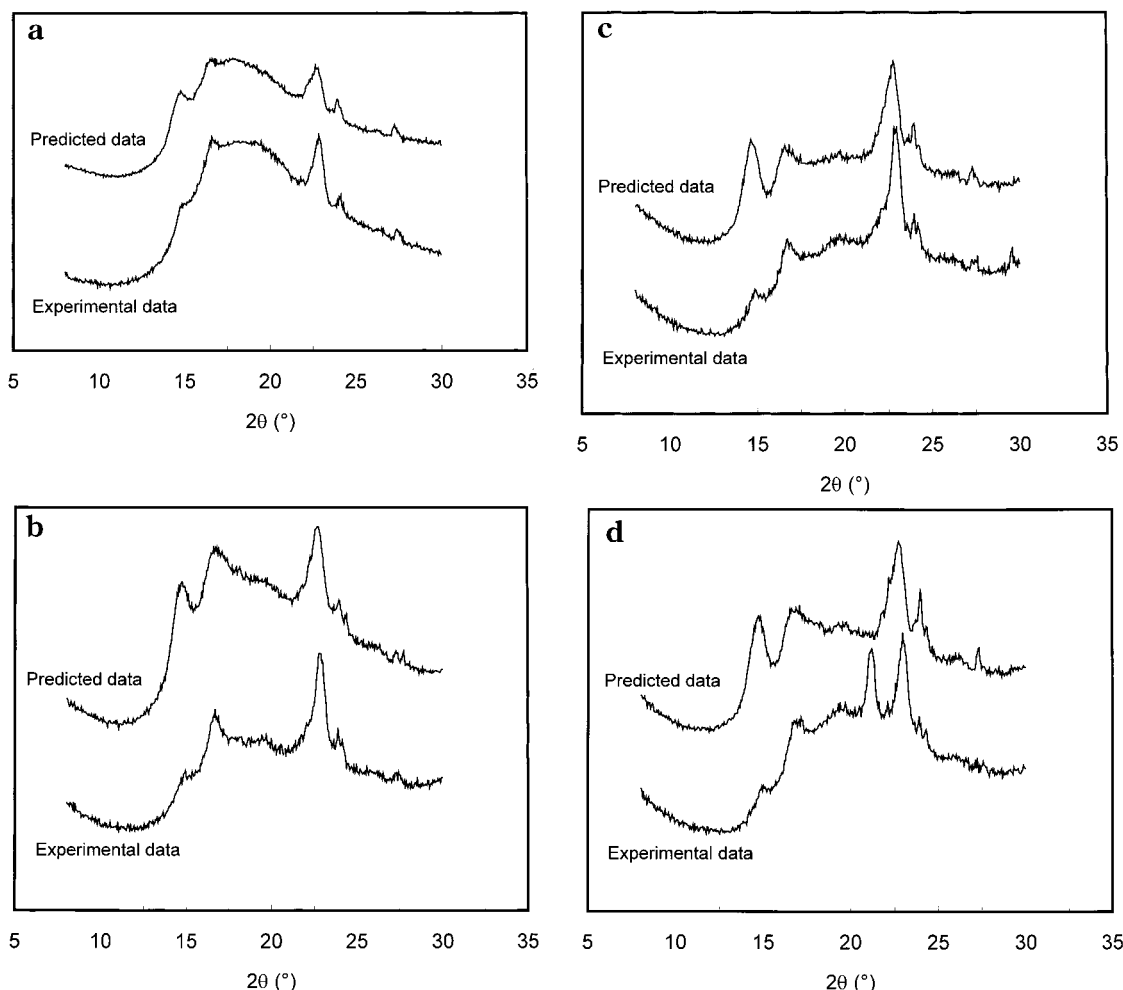 a
Predicted data
Experimental data
5 10 15 20 25 30 35
2θ (°)
c
Predicted data
Experimental data
5 10 15 20 25 30 35
2θ (°)
b
Predicted data
Experimental data
5 10 15 20 25 30 35
2θ (°)
d
Predicted data
Experimental data
5 10 15 20 25 30 35
2θ (°)